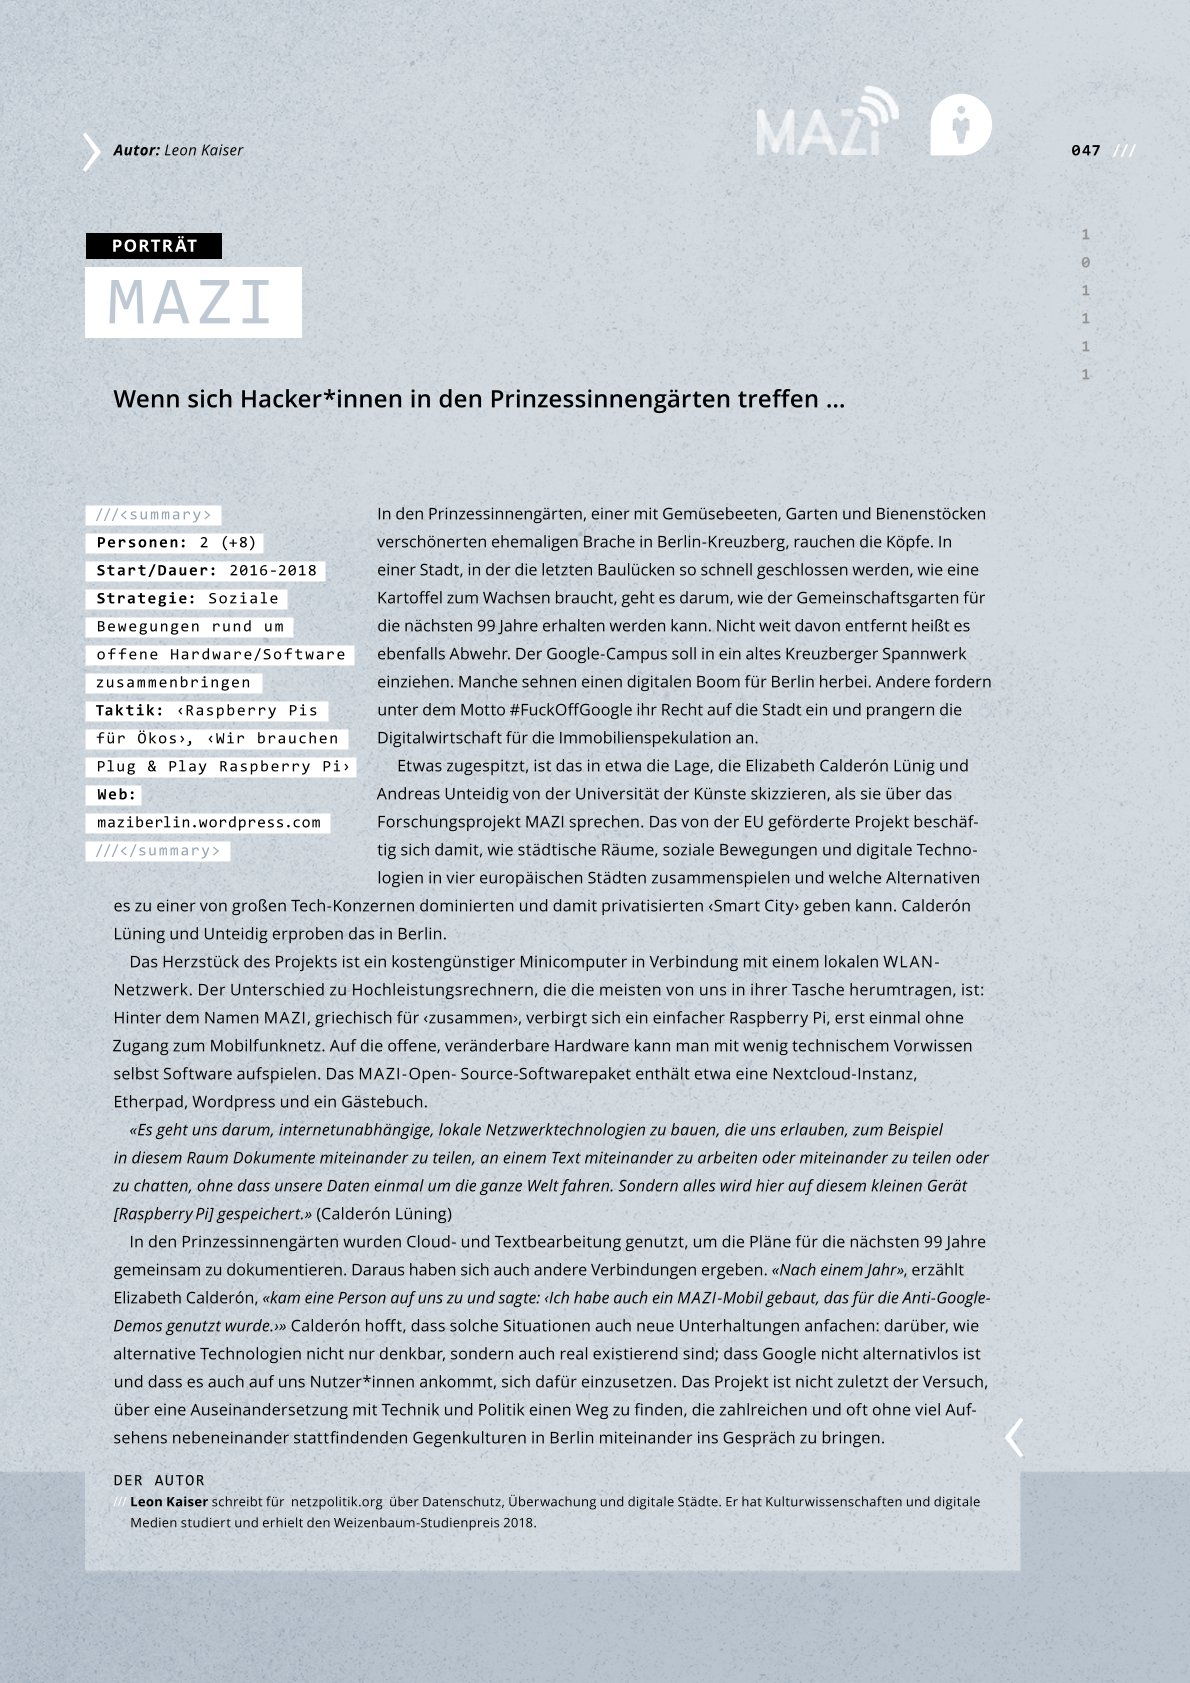 MAZi
Autor: Leon Kaiser
047 ///
PORTRÄT
MAZI
1
0
1
1
1
1
Wenn sich Hacker*innen in den Prinzessinnengärten treffen ...
///<summary>
Personen: 2 (+8)
Start/Dauer: 2016-2018
Strategie: Soziale
Bewegungen rund um
offene Hardware/Software
zusammenbringen
Taktik: ‹Raspberry Pis
für Ökos›, ‹Wir brauchen
Plug & Play Raspberry Pi›
Web:
maziberlin.wordpress.com
///</summary>
In den Prinzessinnengärten, einer mit Gemüsebeeten, Garten und Bienenstöcken
verschönerten ehemaligen Brache in Berlin-Kreuzberg, rauchen die Köpfe. In
einer Stadt, in der die letzten Baulücken so schnell geschlossen werden, wie eine
Kartoffel zum Wachsen braucht, geht es darum, wie der Gemeinschaftsgarten für
die nächsten 99 Jahre erhalten werden kann. Nicht weit davon entfernt heißt es
ebenfalls Abwehr. Der Google-Campus soll in ein altes Kreuzberger Spannwerk
einziehen. Manche sehnen einen digitalen Boom für Berlin herbei. Andere fordern
unter dem Motto #FuckOffGoogle ihr Recht auf die Stadt ein und prangern die
Digitalwirtschaft für die Immobilienspekulation an.
Etwas zugespitzt, ist das in etwa die Lage, die Elizabeth Calderón Lünig und
Andreas Unteidig von der Universität der Künste skizzieren, als sie über das
Forschungsprojekt MAZI sprechen. Das von der EU geförderte Projekt beschäf-
tig sich damit, wie städtische Räume, soziale Bewegungen und digitale Techno-
logien in vier europäischen Städten zusammenspielen und welche Alternativen
es zu einer von großen Tech-Konzernen dominierten und damit privatisierten ‹Smart City› geben kann. Calderón
Lüning und Unteidig erproben das in Berlin.
Das Herzstück des Projekts ist ein kostengünstiger Minicomputer in Verbindung mit einem lokalen WLAN-
Netzwerk. Der Unterschied zu Hochleistungsrechnern, die die meisten von uns in ihrer Tasche herumtragen, ist:
Hinter dem Namen MAZI, griechisch für ‹zusammen›, verbirgt sich ein einfacher Raspberry Pi, erst einmal ohne
Zugang zum Mobilfunknetz. Auf die offene, veränderbare Hardware kann man mit wenig technischem Vorwissen
selbst Software aufspielen. Das MAZI-Open- Source-Softwarepaket enthält etwa eine Nextcloud-Instanz,
Etherpad, Wordpress und ein Gästebuch.
«Es geht uns darum, internetunabhängige, lokale Netzwerktechnologien zu bauen, die uns erlauben, zum Beispiel
in diesem Raum Dokumente miteinander zu teilen, an einem Text miteinander zu arbeiten oder miteinander zu teilen oder
zu chatten, ohne dass unsere Daten einmal um die ganze Welt fahren. Sondern alles wird hier auf diesem kleinen Gerät
[Raspberry Pi] gespeichert.» (Calderón Lüning)
In den Prinzessinnengärten wurden Cloud- und Textbearbeitung genutzt, um die Pläne für die nächsten 99 Jahre
gemeinsam zu dokumentieren. Daraus haben sich auch andere Verbindungen ergeben. «Nach einem Jahr», erzählt
Elizabeth Calderón, «kam eine Person auf uns zu und sagte: ‹Ich habe auch ein MAZI-Mobil gebaut, das für die Anti-Google-
Demos genutzt wurde.›» Calderón hofft, dass solche Situationen auch neue Unterhaltungen anfachen: darüber, wie
alternative Technologien nicht nur denkbar, sondern auch real existierend sind; dass Google nicht alternativlos ist
und dass es auch auf uns Nutzer*innen ankommt, sich dafür einzusetzen. Das Projekt ist nicht zuletzt der Versuch,
über eine Auseinandersetzung mit Technik und Politik einen Weg zu finden, die zahlreichen und oft ohne viel Auf-
sehens nebeneinander stattfindenden Gegenkulturen in Berlin miteinander ins Gespräch zu bringen.
DER AUTOR
/// Leon Kaiser schreibt für netzpolitik.org über Datenschutz, Überwachung und digitale Städte. Er hat Kulturwissenschaften und digitale
Medien studiert und erhielt den Weizenbaum-Studienpreis 2018.